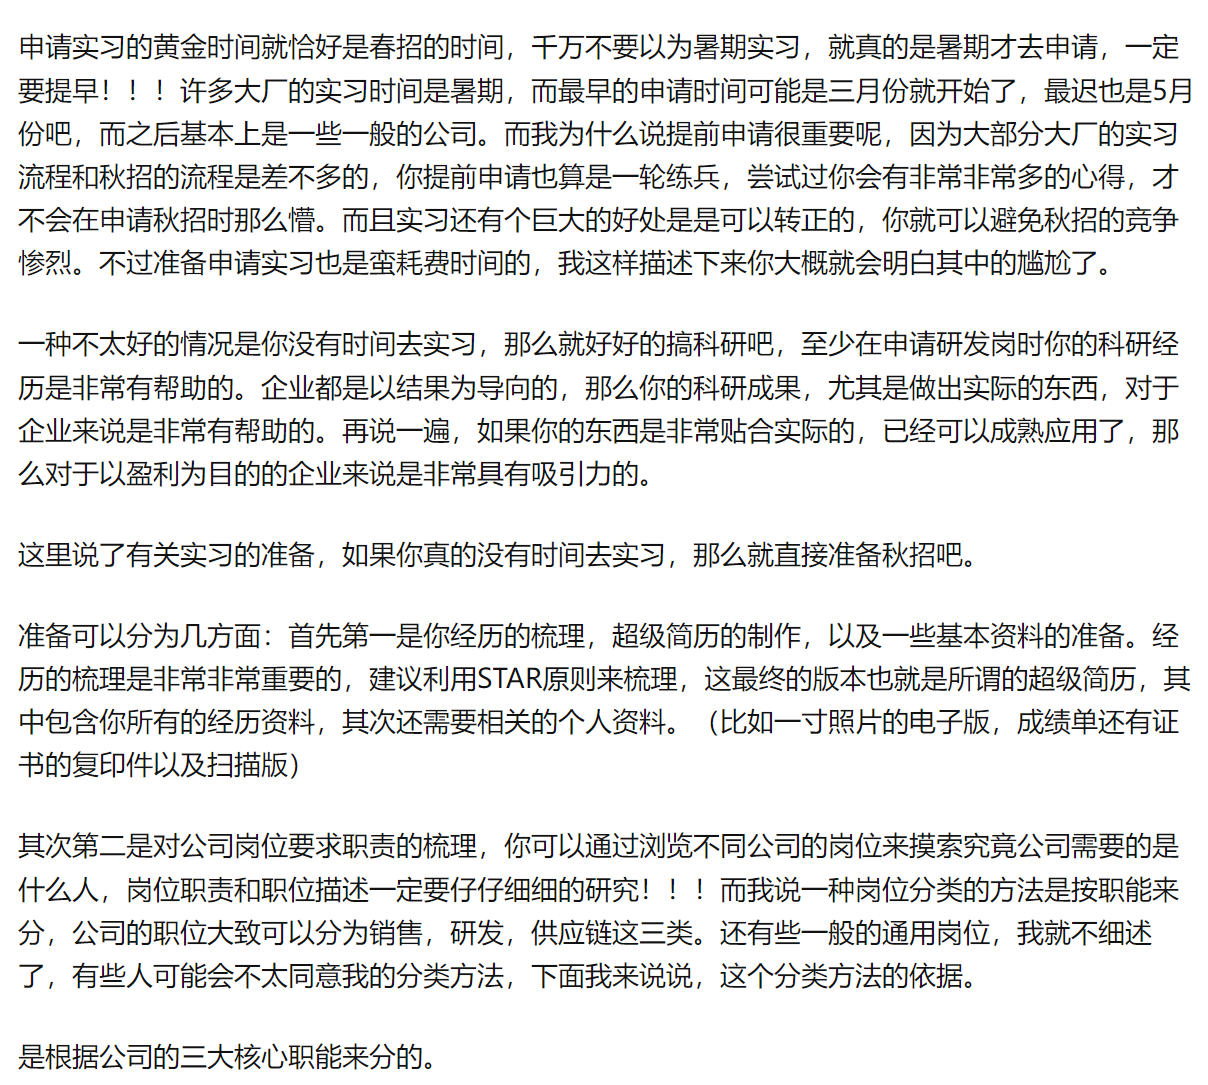 申请实习的黄金时间就恰好是春招的时间，千万不要以为暑期实习，就真的是暑期才去申请，一定
要提早！！！许多大厂的实习时间是暑期，而最早的申请时间可能是三月份就开始了，最迟也是5月
份吧，而之后基本上是一些一般的公司。而我为什么说提前申请很重要呢，因为大部分大厂的实习
流程和秋招的流程是差不多的，你提前申请也算是一轮练兵，尝试过你会有非常非常多的心得，才
不会在申请秋招时那么懵。而且实习还有个巨大的好处是是可以转正的，你就可以避免秋招的竞争
惨烈。不过准备申请实习也是蛮耗费时间的，我这样描述下来你大概就会明白其中的尴尬了。
一种不太好的情况是你没有时间去实习，那么就好好的搞科研吧，至少在申请研发岗时你的科研经
历是非常有帮助的。企业都是以结果为导向的，那么你的科研成果，尤其是做出实际的东西，对于
企业来说是非常有帮助的。再说一遍，如果你的东西是非常贴合实际的，已经可以成熟应用了，那
么对于以盈利为目的的企业来说是非常具有吸引力的。
这里说了有关实习的准备，如果你真的没有时间去实习，那么就直接准备秋招吧。
准备可以分为几方面：首先第一是你经历的梳理，超级简历的制作，以及一些基本资料的准备。经
历的梳理是非常非常重要的，建议利用STAR原则来梳理，这最终的版本也就是所谓的超级简历，其
中包含你所有的经历资料，其次还需要相关的个人资料。（比如一寸照片的电子版，成绩单还有证
书的复印件以及扫描版）
其次第二是对公司岗位要求职责的梳理，你可以通过浏览不同公司的岗位来摸索究竟公司需要的是
什么人，岗位职责和职位描述一定要仔仔细细的研究！！！而我说一种岗位分类的方法是按职能来
分，公司的职位大致可以分为销售，研发，供应链这三类。还有些一般的通用岗位，我就不细述
了，有些人可能会不太同意我的分类方法，下面我来说说，这个分类方法的依据。
是根据公司的三大核心职能来分的。